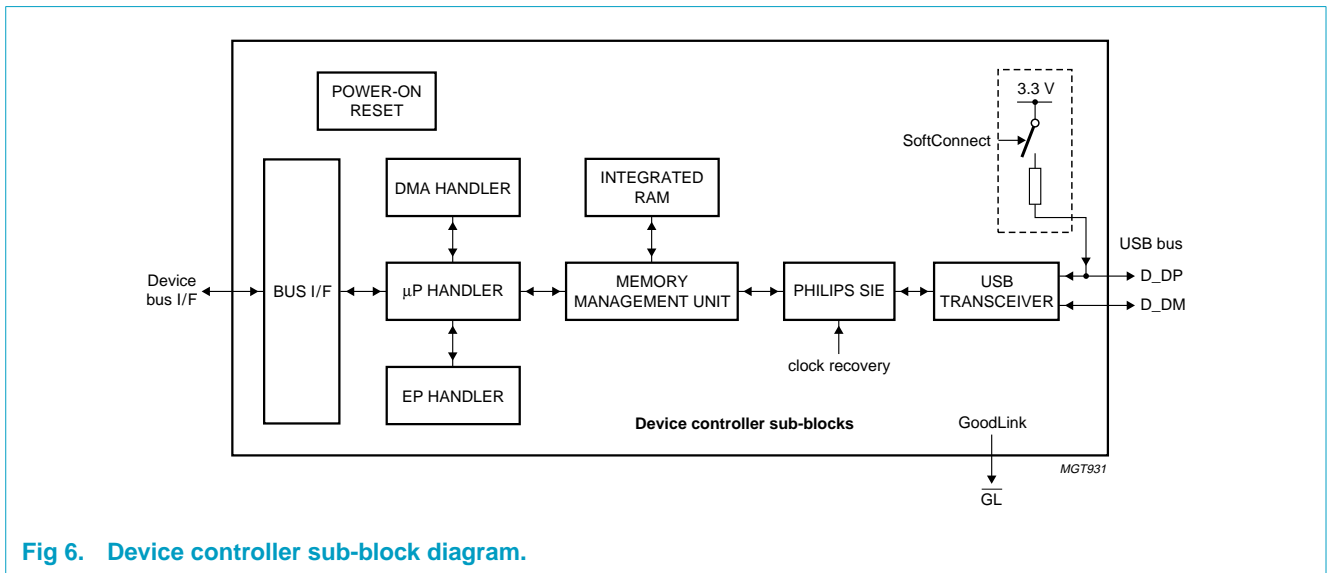 POWER-ON
RESET
3.3 V
SoftConnect
DMA HANDLER
INTEGRATED
RAM
USB bus
Device
bus I/F
BUS I/F
µP HANDLER
MEMORY
MANAGEMENT UNIT
PHILIPS SIE
USB
TRANSCEIVER
D_DP
D_DM
clock recovery
EP HANDLER
Device controller sub-blocks
GoodLink
MGT931
G̅L̅
Fig 6. Device controller sub-block diagram.